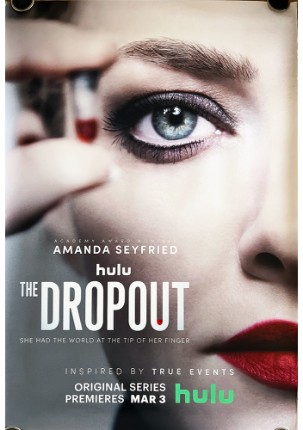 ACADEMY AWARD NOMINEE
AMANDA SEYFRIED
hulu
THE DROPOUT
SHE HAD THE WORLD AT THE TIP OF HER FINGER
INSPIRED BY TRUE EVENTS
ORIGINAL SERIES
PREMIERES MAR 3
hulu